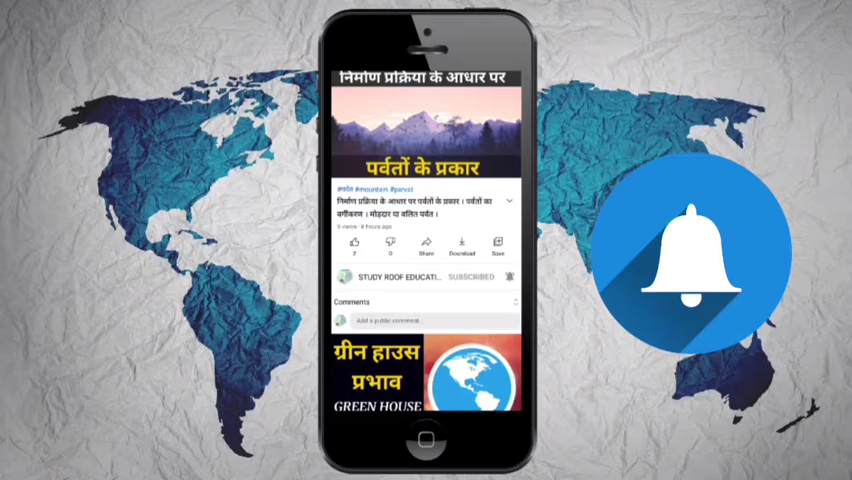 निर्माण प्रक्रिया के आधार पर
पर्वतों के प्रकार
#पर्वत #mountain #parvat
निर्माण प्रक्रिया के आधार पर पर्वतों के प्रकार । पर्वतों का
वर्गीकरण । मोड़दार या वलित पर्वत ।
9 views · 6 hours ago
2 0 Share Download Save
STUDY ROOF EDUCATI... SUBSCRIBED
Comments
Add a public comment...
ग्रीन हाउस
प्रभाव
GREEN HOUSE